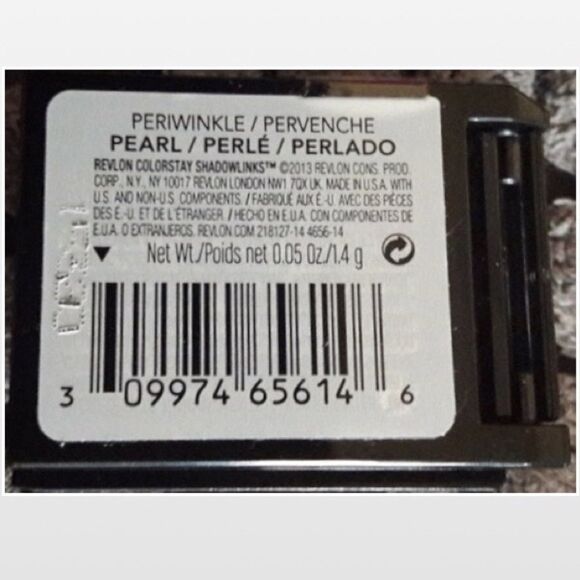 PERIWINKLE / PERVENCHE
PEARL / PERLÉ / PERLADO
REVLON COLORSTAY SHADOWLINKS™ ©2013 REVLON CONS. PROD.
CORP., N.Y., NY 10017 REVLON LONDON NW1 7QX UK. MADE IN U.S.A. WITH
U.S. AND NON-U.S. COMPONENTS. / FABRIQUÉ AUX É.-U. AVEC DES PIÈCES
DES É.-U. ET DE L'ÉTRANGER. / HECHO EN E.U.A. CON COMPONENTES DE
E.U.A. O EXTRANJEROS. REVLON.COM 218127-14 4656-14
Net Wt./Poids net 0.05 Oz./1.4 g
3 09974 65614 6